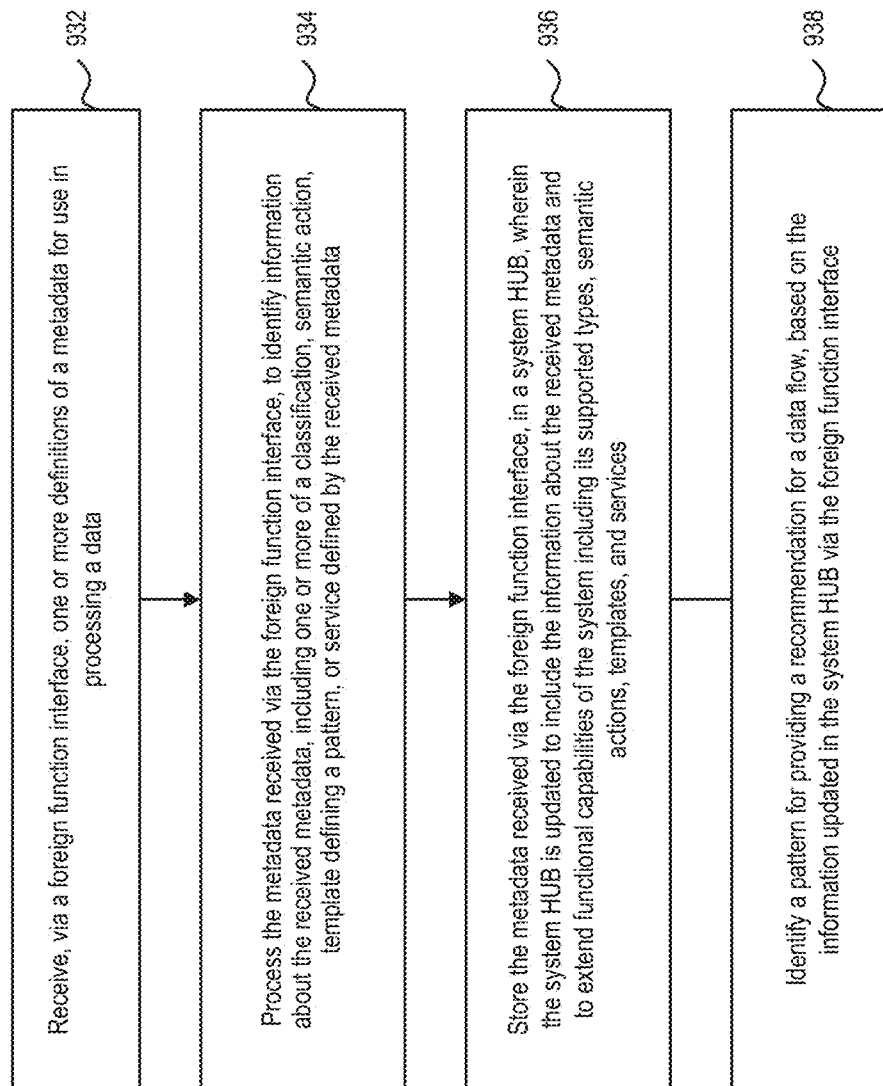 Receive, via a foreign function interface, one or more definitions of a metadata for use in
processing a data
932
Process the metadata received via the foreign function interface, to identify information
about the received metadata, including one or more of a classification, semantic action,
template defining a pattern, or service defined by the received metadata
934
Store the metadata received via the foreign function interface, in a system HUB, wherein
the system HUB is updated to include the information about the received metadata and
to extend functional capabilities of the system including its supported types, semantic
actions, templates, and services
936
Identify a pattern for providing a recommendation for a data flow, based on the
information updated in the system HUB via the foreign function interface
938